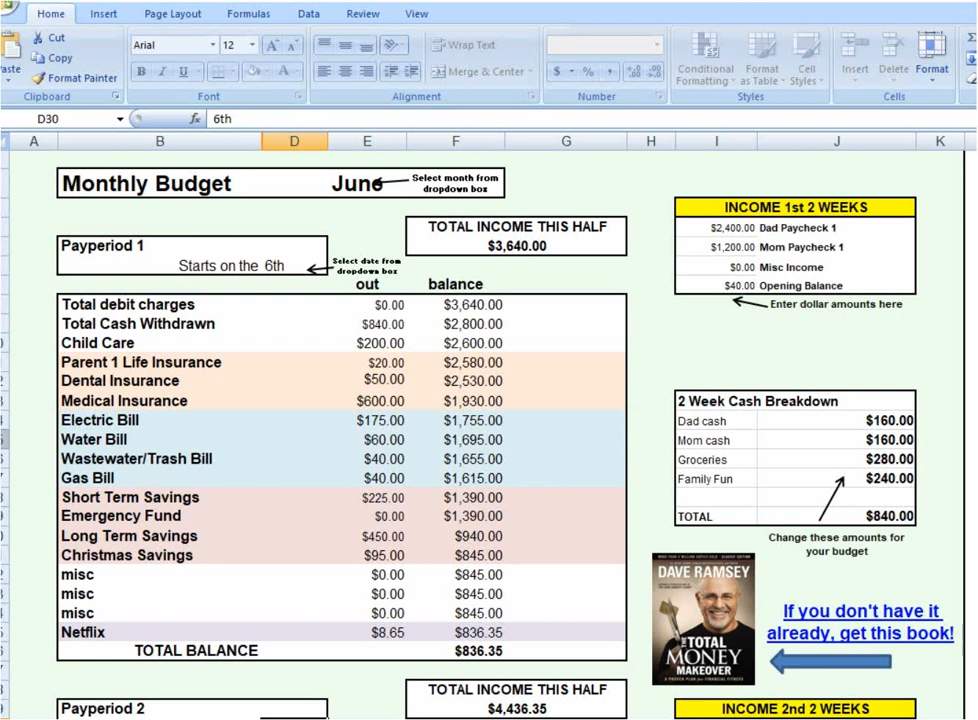 Home Insert Page Layout Formulas Data Review View
Cut
Copy
Format Painter
Clipboard
Arial 12
B I U
Font
Wrap Text
Merge & Center
Alignment
$ % ,
Number
Conditional Formatting
Format as Table
Cell Styles
Styles
Insert Delete Format
Cells
D30 fx 6th
A B D E F G H I J K
Monthly Budget June
Select month from
dropdown box
TOTAL INCOME THIS HALF
$3,640.00
Payperiod 1
Starts on the 6th
Select date from
dropdown box
out balance
Total debit charges $0.00 $3,640.00
Total Cash Withdrawn $840.00 $2,800.00
Child Care $200.00 $2,600.00
Parent 1 Life Insurance $20.00 $2,580.00
Dental Insurance $50.00 $2,530.00
Medical Insurance $600.00 $1,930.00
Electric Bill $175.00 $1,755.00
Water Bill $60.00 $1,695.00
Wastewater/Trash Bill $40.00 $1,655.00
Gas Bill $40.00 $1,615.00
Short Term Savings $225.00 $1,390.00
Emergency Fund $0.00 $1,390.00
Long Term Savings $450.00 $940.00
Christmas Savings $95.00 $845.00
misc $0.00 $845.00
misc $0.00 $845.00
misc $0.00 $845.00
Netflix $8.65 $836.35
TOTAL BALANCE $836.35
TOTAL INCOME THIS HALF
$4,436.35
Payperiod 2
INCOME 1st 2 WEEKS
$2,400.00 Dad Paycheck 1
$1,200.00 Mom Paycheck 1
$0.00 Misc Income
$40.00 Opening Balance
Enter dollar amounts here
2 Week Cash Breakdown
Dad cash $160.00
Mom cash $160.00
Groceries $280.00
Family Fun $240.00
TOTAL $840.00
Change these amounts for
your budget
DAVE RAMSEY
THE TOTAL
MONEY
MAKEOVER
A PROVEN PLAN FOR FINANCIAL FITNESS
If you don't have it
already, get this book!
INCOME 2nd 2 WEEKS